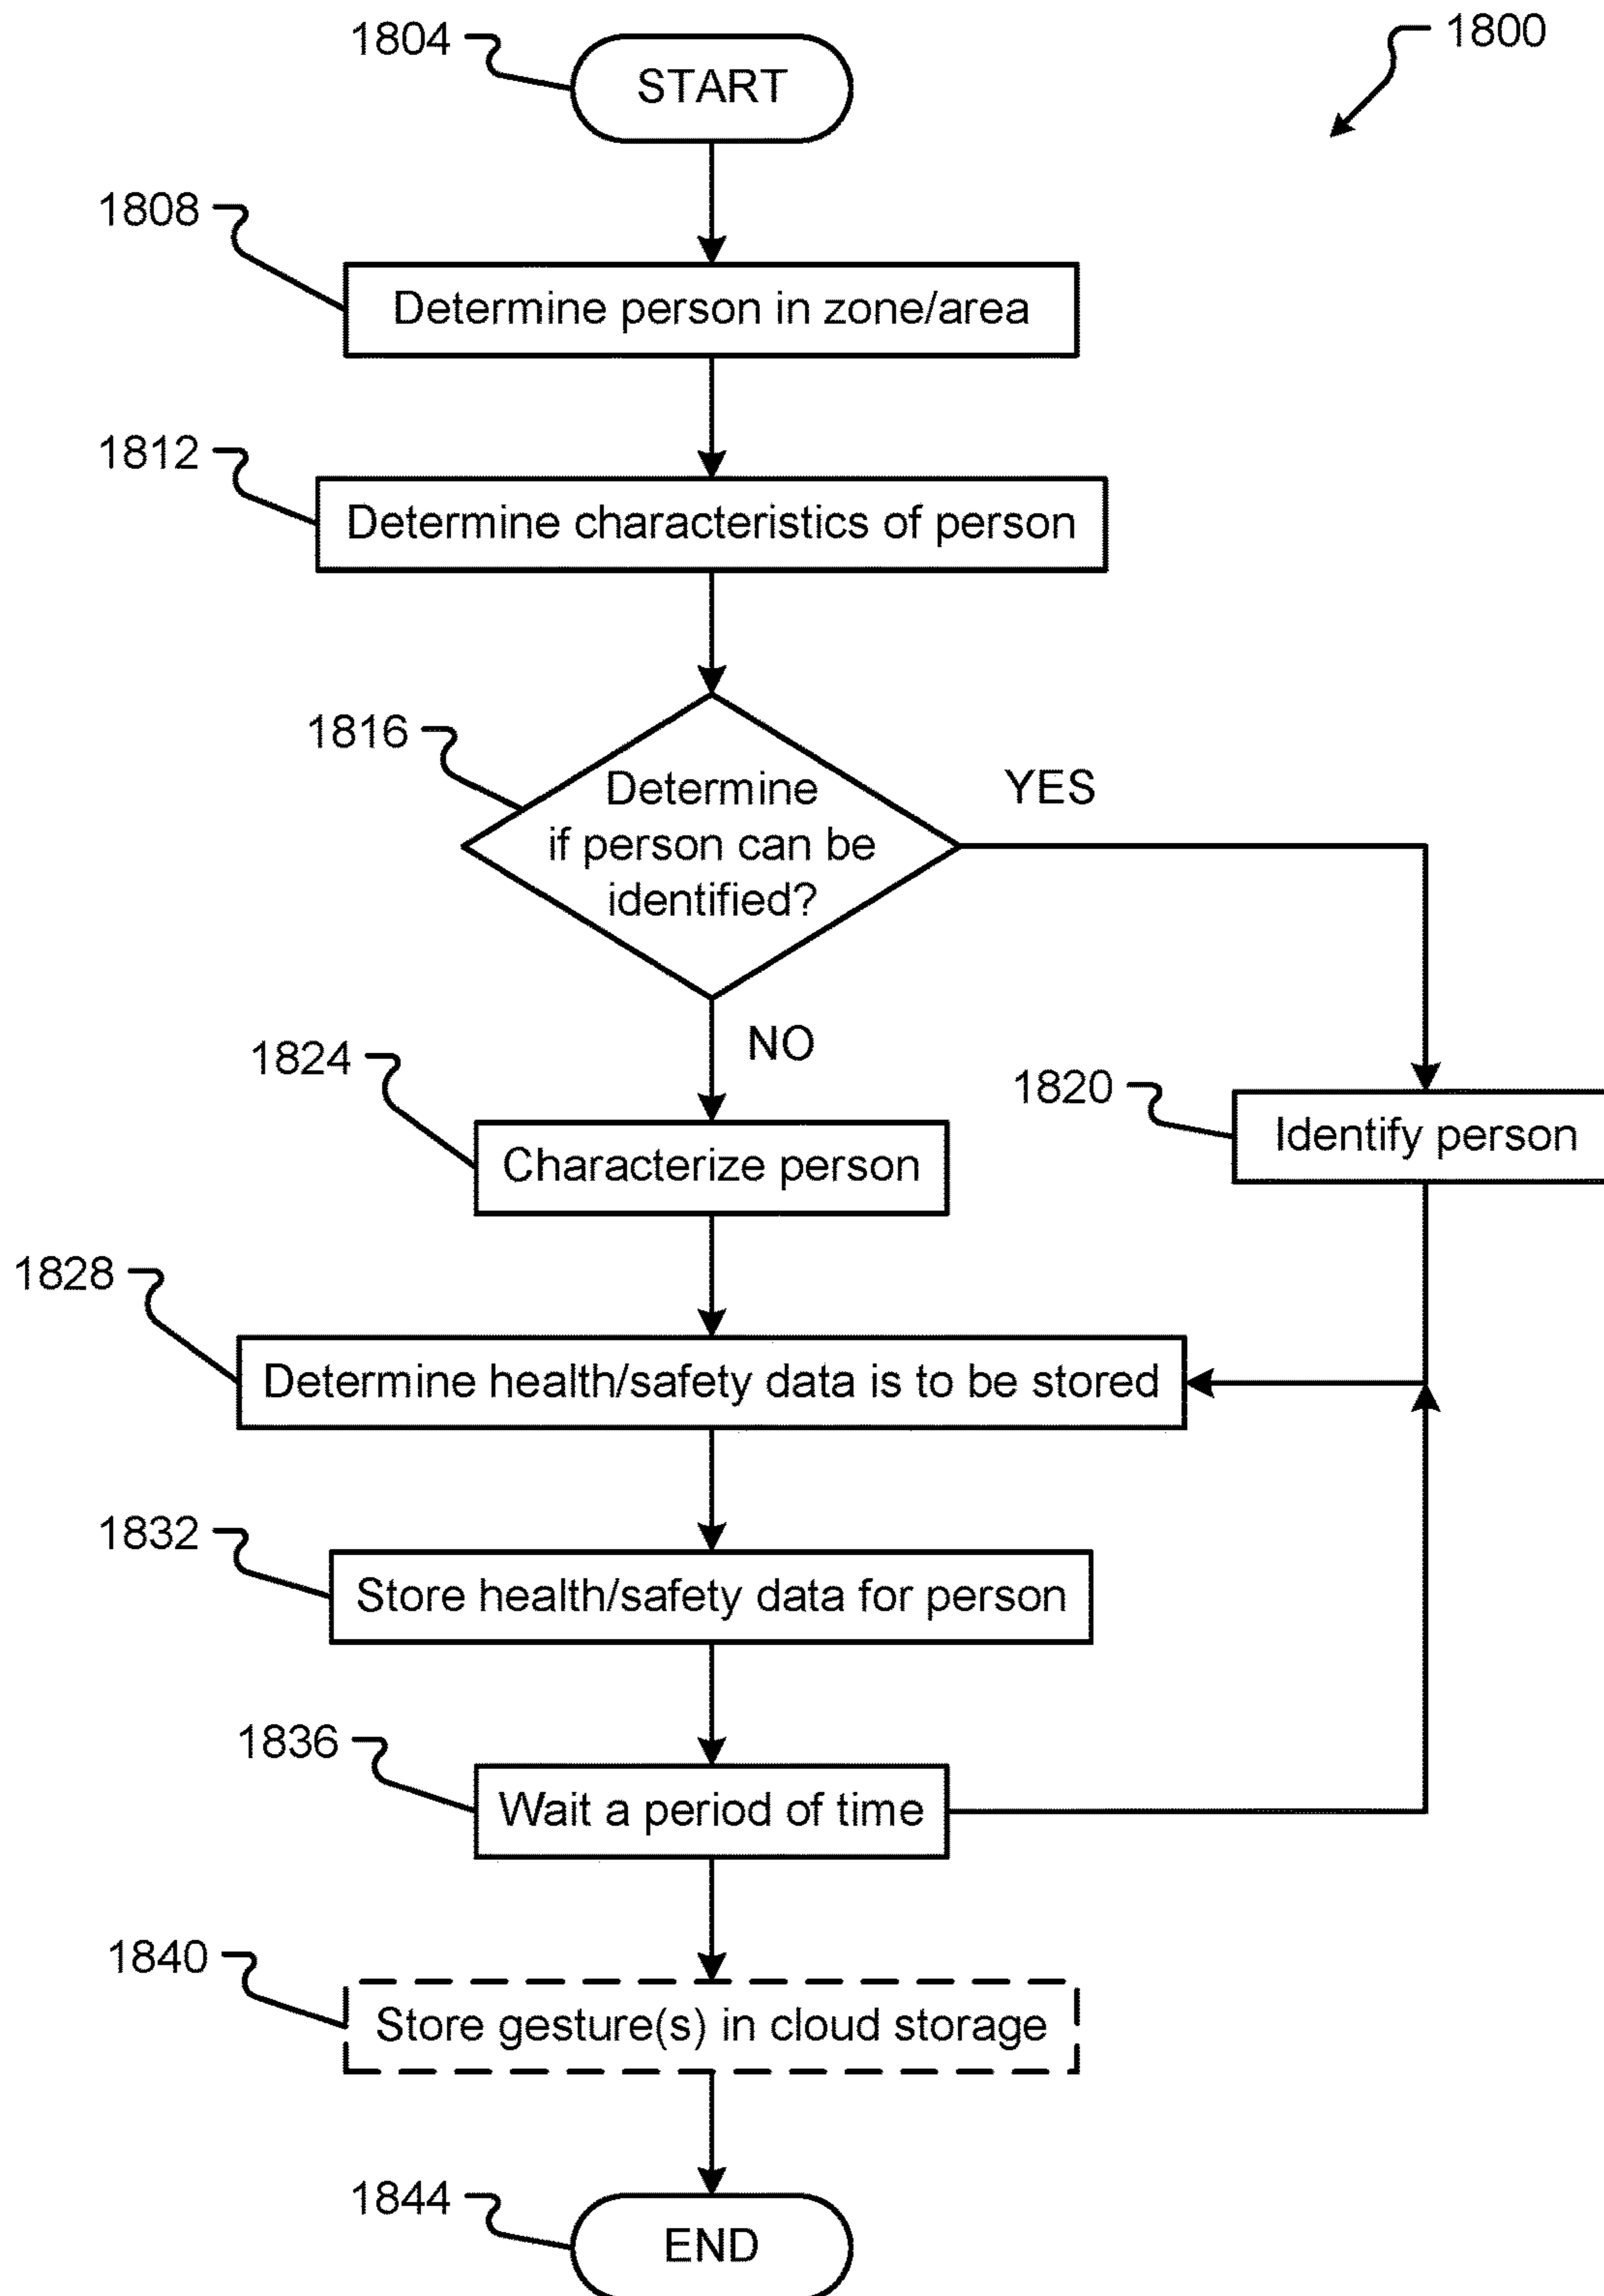 1804
START
1800
1808
Determine person in zone/area
1812
Determine characteristics of person
1816
Determine
if person can be
identified?
YES
NO
1824
Characterize person
1820
Identify person
1828
Determine health/safety data is to be stored
1832
Store health/safety data for person
1836
Wait a period of time
1840
Store gesture(s) in cloud storage
1844
END